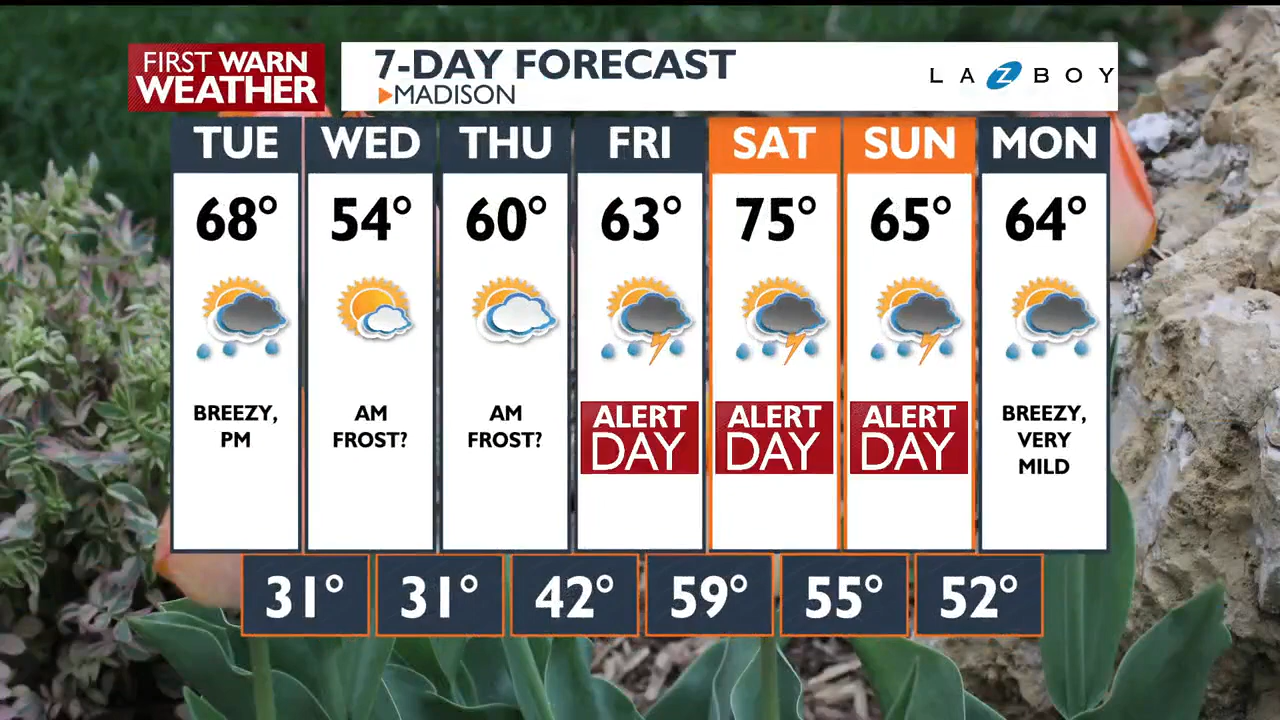 FIRST WARN
WEATHER
7-DAY FORECAST
MADISON
LA Z BOY
TUE WED THU FRI SAT SUN MON
68° 54° 60° 63° 75° 65° 64°
BREEZY,
PM
AM
FROST?
AM
FROST?
ALERT
DAY
ALERT
DAY
ALERT
DAY
BREEZY,
VERY
MILD
31° 31° 42° 59° 55° 52°